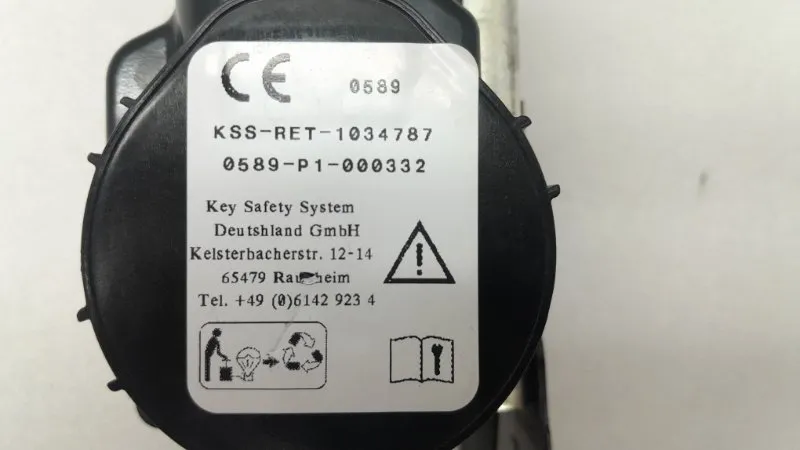 CE 0589
KSS-RET-1034787
0589-P1-000332
Key Safety System
Deutshland GmbH
Kelsterbacherstr. 12-14
65479
Tel. +49 (0)6142 923 4